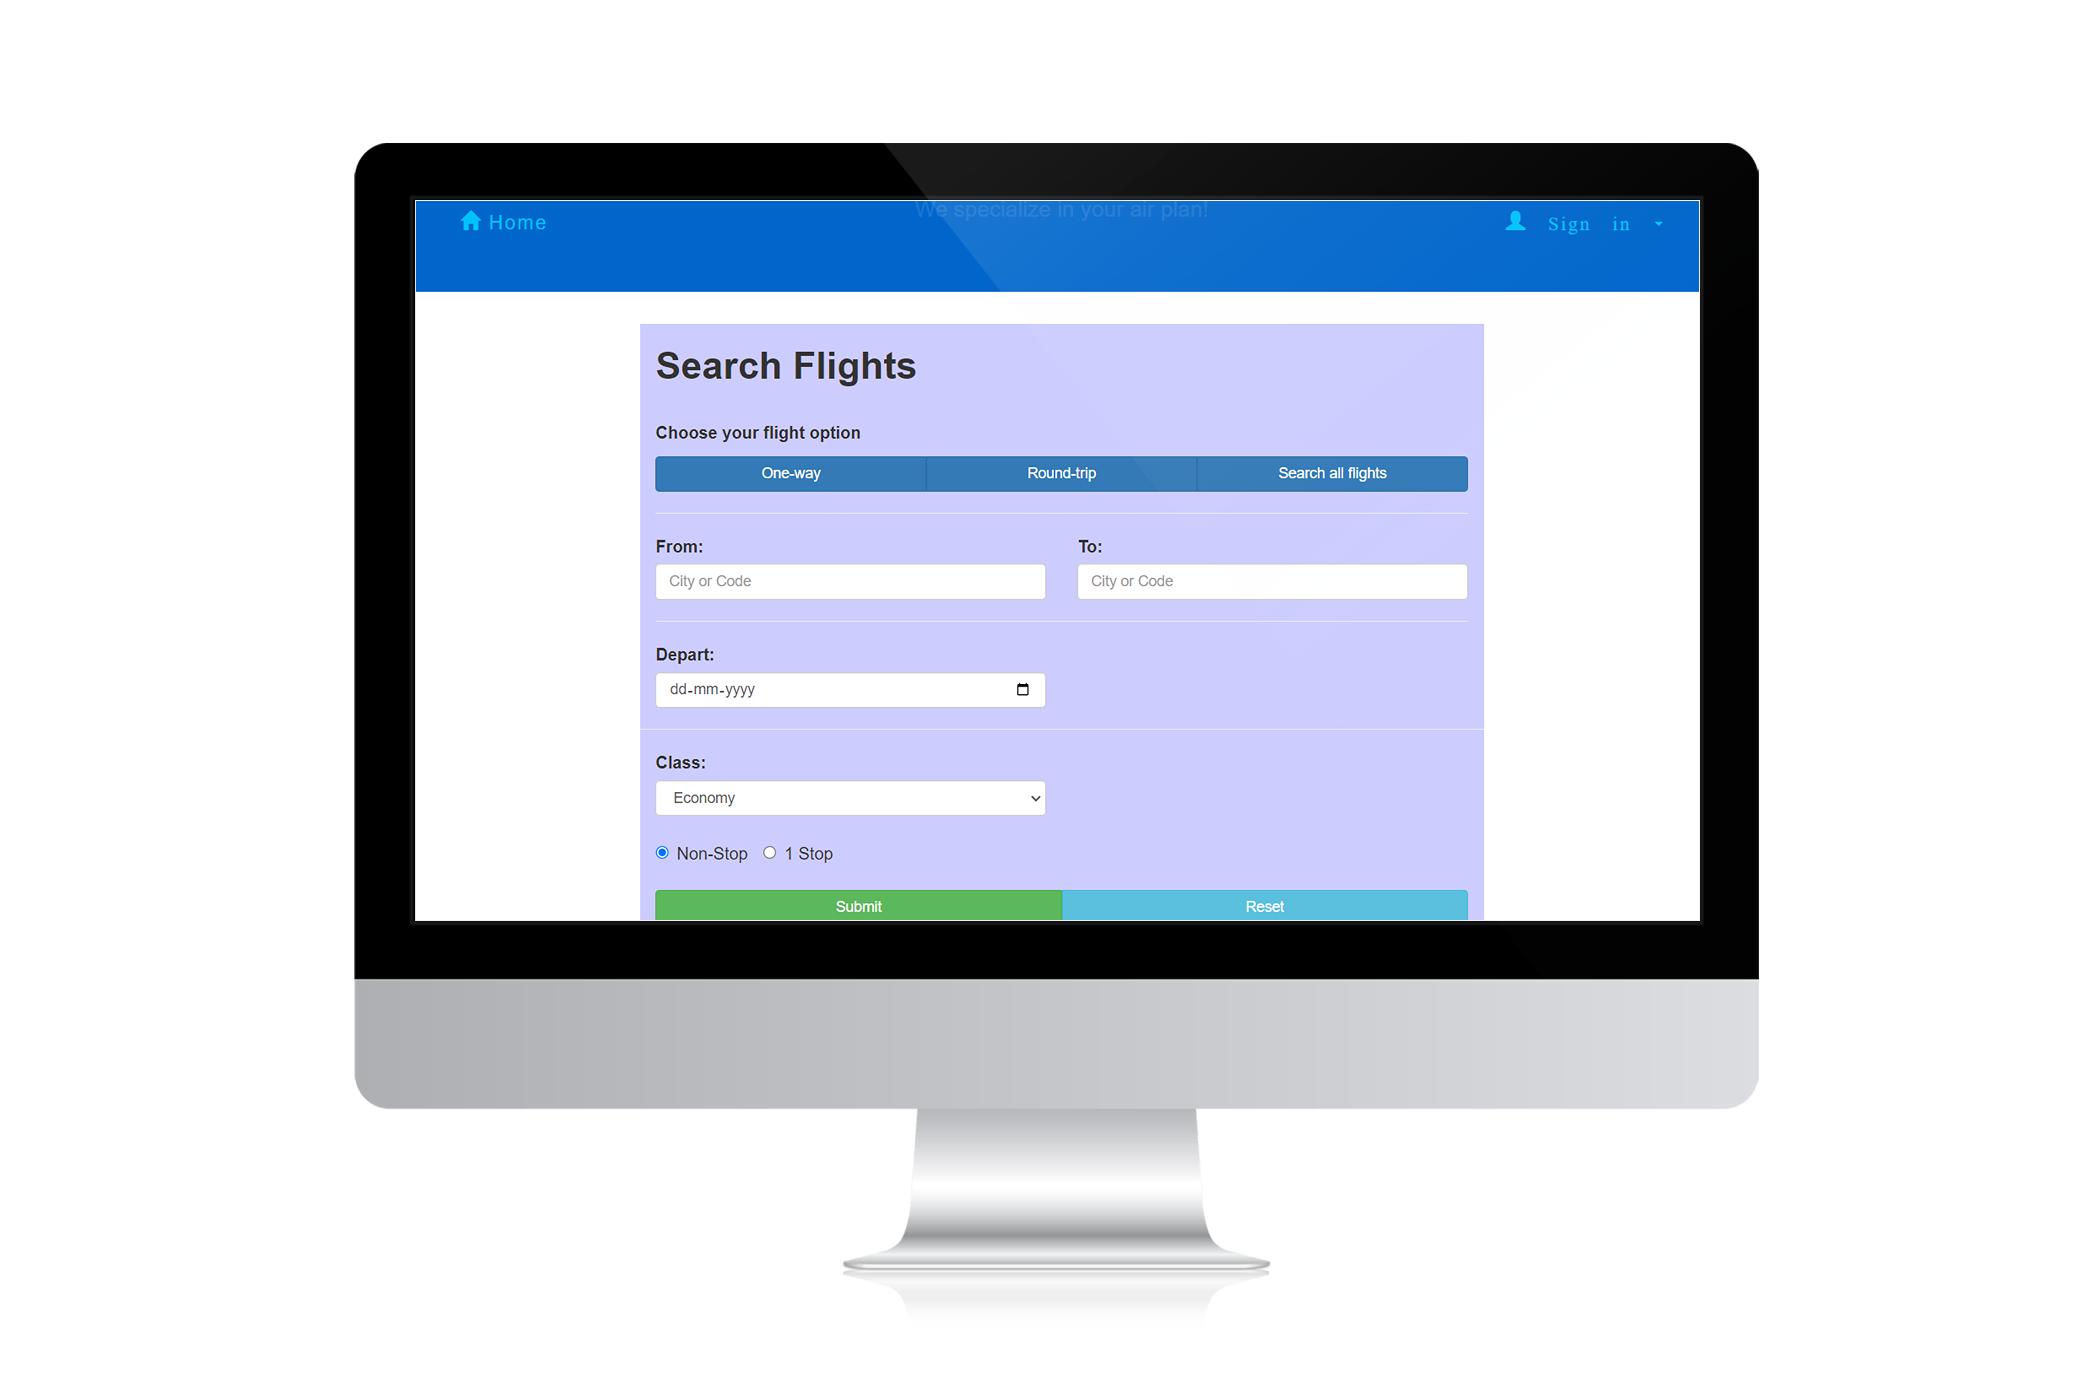 Home
We specialize in your air plan!
Sign in
Search Flights
Choose your flight option
One-way Round-trip Search all flights
From: To:
City or Code City or Code
Depart:
dd-mm-yyyy
Class:
Economy
Non-Stop 1 Stop
Submit Reset